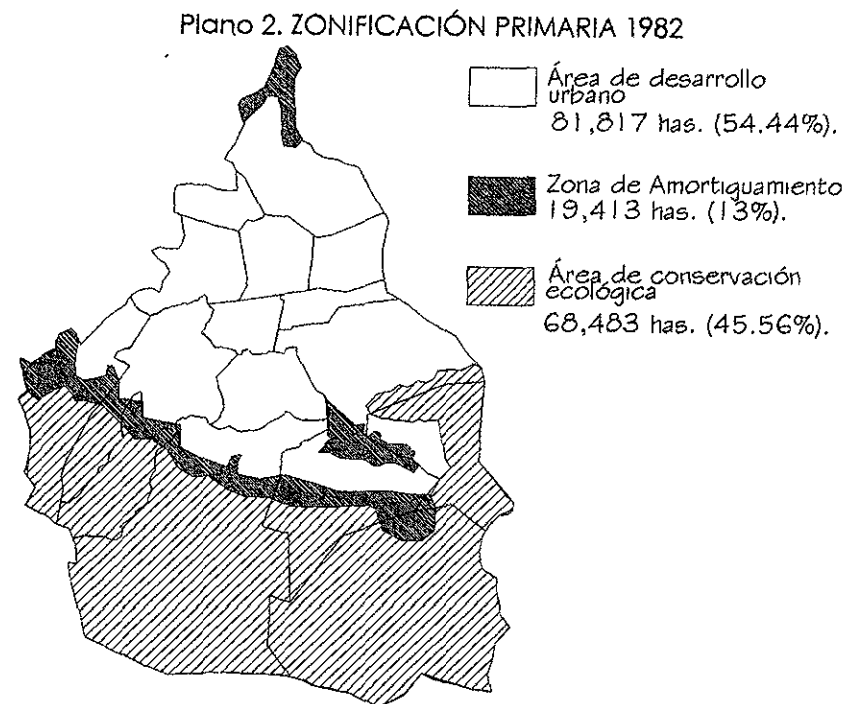 Plano 2. ZONIFICACIÓN PRIMARIA 1982
Área de desarrollo
urbano
81,817 has. (54.44%).
Zona de Amortiguamiento
19,413 has. (13%).
Área de conservación
ecológica
68,483 has. (45.56%).